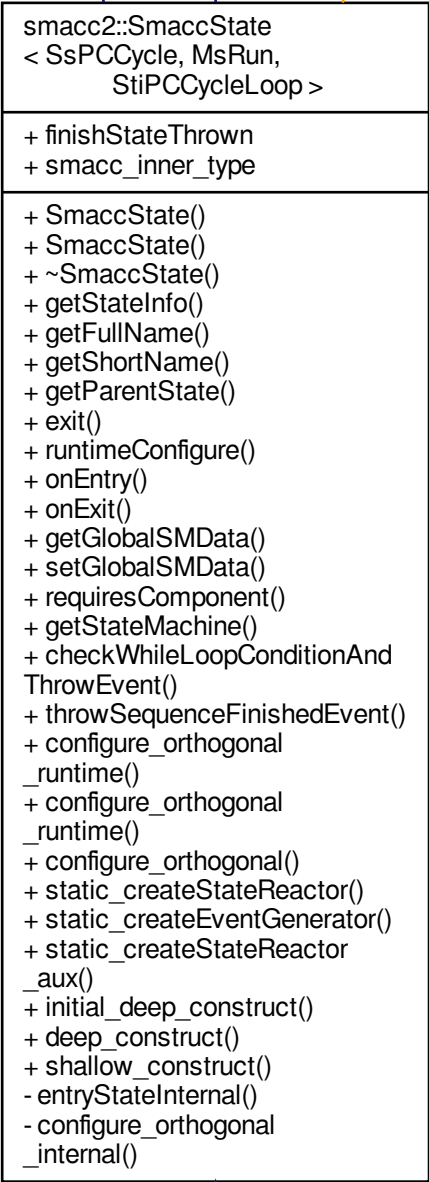 smacc2::SmaccState
< SsPCCycle, MsRun,
StiPCCycleLoop >
+ finishStateThrown
+ smacc_inner_type
+ SmaccState()
+ SmaccState()
+ ~SmaccState()
+ getStateInfo()
+ getFullName()
+ getShortName()
+ getParentState()
+ exit()
+ runtimeConfigure()
+ onEntry()
+ onExit()
+ getGlobalSMData()
+ setGlobalSMData()
+ requiresComponent()
+ getStateMachine()
+ checkWhileLoopConditionAnd
ThrowEvent()
+ throwSequenceFinishedEvent()
+ configure_orthogonal
_runtime()
+ configure_orthogonal
_runtime()
+ configure_orthogonal()
+ static_createStateReactor()
+ static_createEventGenerator()
+ static_createStateReactor
_aux()
+ initial_deep_construct()
+ deep_construct()
+ shallow_construct()
- entryStateInternal()
- configure_orthogonal
_internal()